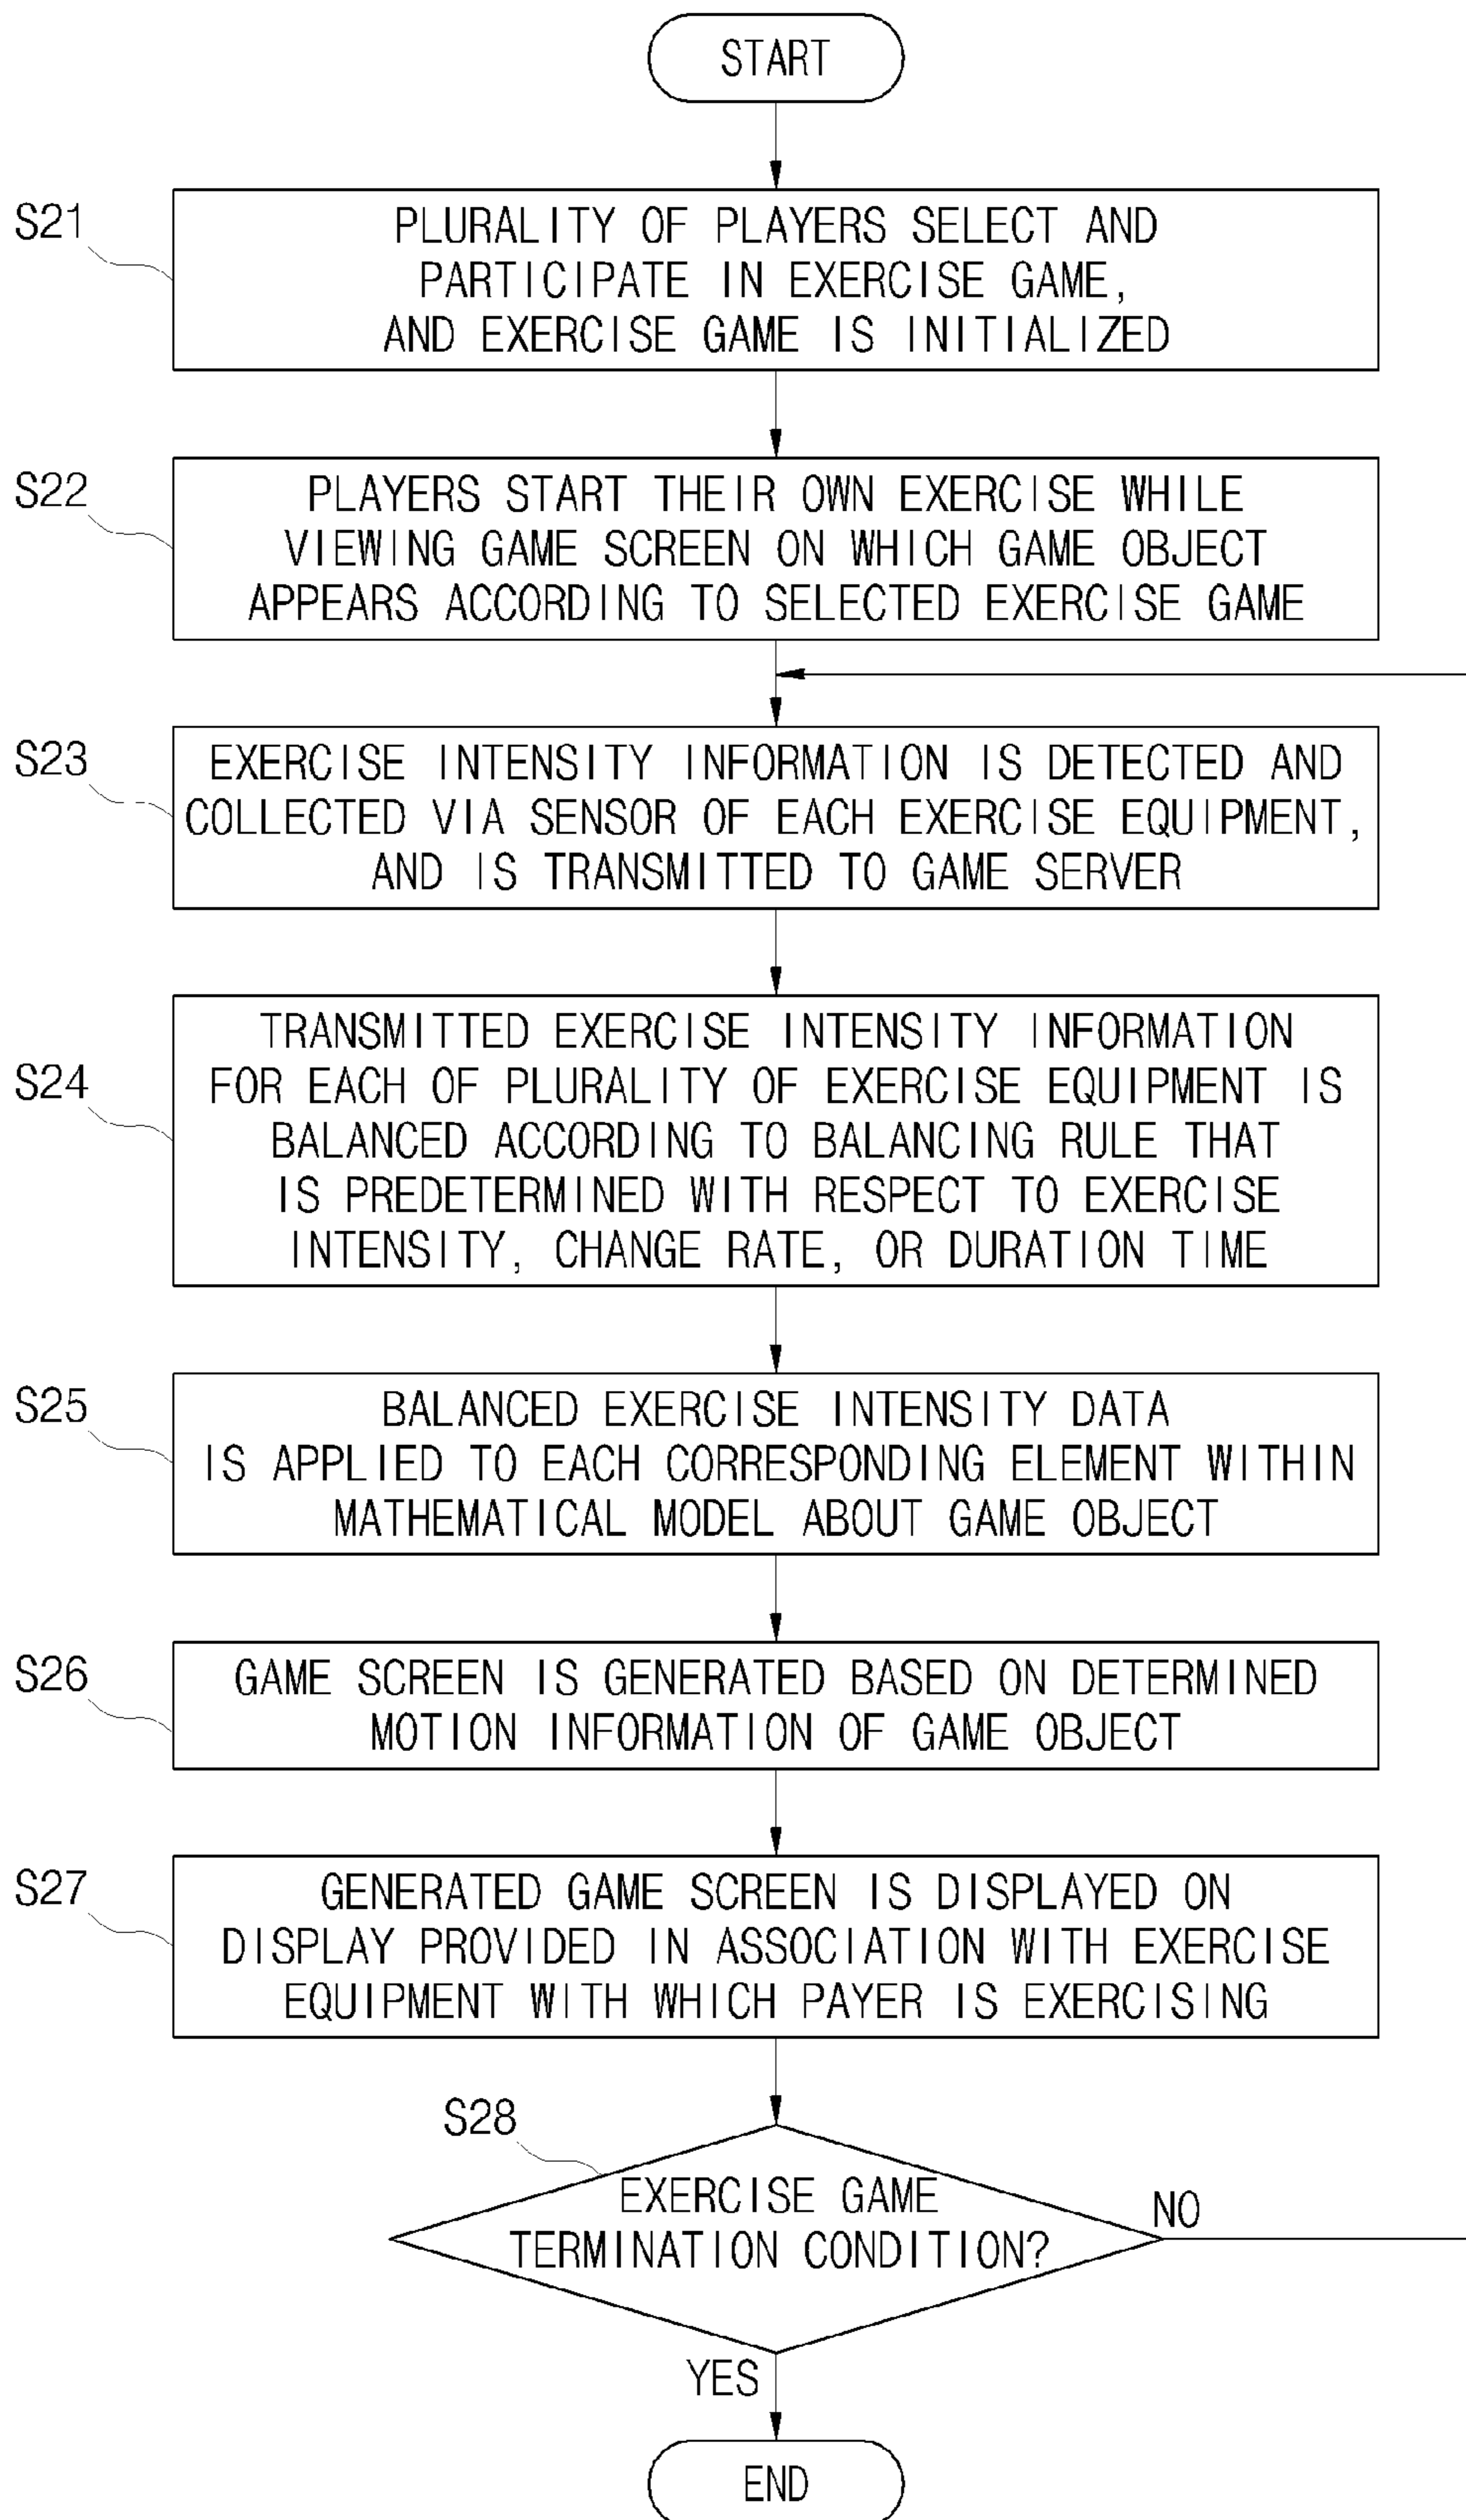 START
S21
PLURALITY OF PLAYERS SELECT AND
PARTICIPATE IN EXERCISE GAME,
AND EXERCISE GAME IS INITIALIZED
S22
PLAYERS START THEIR OWN EXERCISE WHILE
VIEWING GAME SCREEN ON WHICH GAME OBJECT
APPEARS ACCORDING TO SELECTED EXERCISE GAME
S23
EXERCISE INTENSITY INFORMATION IS DETECTED AND
COLLECTED VIA SENSOR OF EACH EXERCISE EQUIPMENT,
AND IS TRANSMITTED TO GAME SERVER
S24
TRANSMITTED EXERCISE INTENSITY INFORMATION
FOR EACH OF PLURALITY OF EXERCISE EQUIPMENT IS
BALANCED ACCORDING TO BALANCING RULE THAT
IS PREDETERMINED WITH RESPECT TO EXERCISE
INTENSITY, CHANGE RATE, OR DURATION TIME
S25
BALANCED EXERCISE INTENSITY DATA
IS APPLIED TO EACH CORRESPONDING ELEMENT WITHIN
MATHEMATICAL MODEL ABOUT GAME OBJECT
S26
GAME SCREEN IS GENERATED BASED ON DETERMINED
MOTION INFORMATION OF GAME OBJECT
S27
GENERATED GAME SCREEN IS DISPLAYED ON
DISPLAY PROVIDED IN ASSOCIATION WITH EXERCISE
EQUIPMENT WITH WHICH PAYER IS EXERCISING
S28
EXERCISE GAME
TERMINATION CONDITION?
NO
YES
END